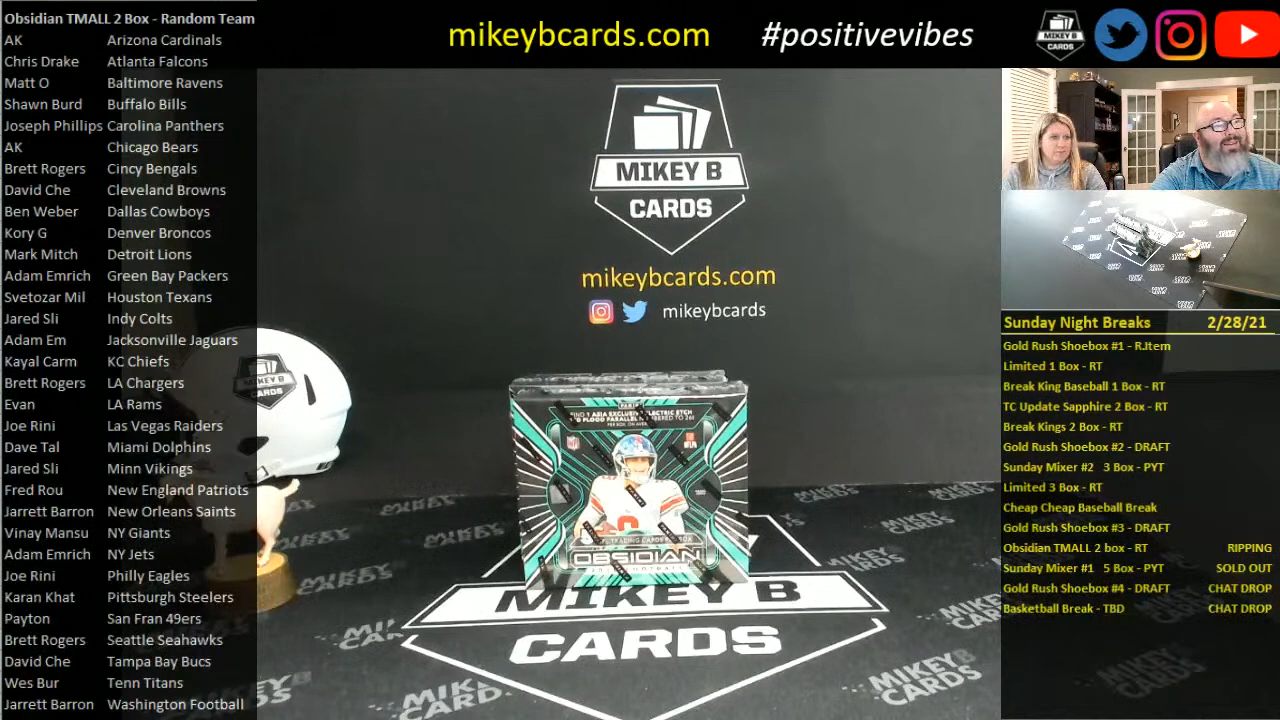 Obsidian TMALL 2 Box - Random Team
AK Arizona Cardinals
Chris Drake Atlanta Falcons
Matt O Baltimore Ravens
Shawn Burd Buffalo Bills
Joseph Phillips Carolina Panthers
AK Chicago Bears
Brett Rogers Cincy Bengals
David Che Cleveland Browns
Ben Weber Dallas Cowboys
Kory G Denver Broncos
Mark Mitch Detroit Lions
Adam Emrich Green Bay Packers
Svetozar Mil Houston Texans
Jared Sli Indy Colts
Adam Em Jacksonville Jaguars
Kayal Carm KC Chiefs
Brett Rogers LA Chargers
Evan LA Rams
Joe Rini Las Vegas Raiders
Dave Tal Miami Dolphins
Jared Sli Minn Vikings
Fred Rou New England Patriots
Jarrett Barron New Orleans Saints
Vinay Mansu NY Giants
Adam Emrich NY Jets
Joe Rini Philly Eagles
Karan Khat Pittsburgh Steelers
Payton San Fran 49ers
Brett Rogers Seattle Seahawks
David Che Tampa Bay Bucs
Wes Bur Tenn Titans
Jarrett Barron Washington Football
mikeybcards.com #positivevibes
MIKEY B
CARDS
MIKEY B
CARDS
mikeybcards.com
mikeybcards
MIKEY B
OBSIDIAN
MIKEY B
CARDS
MIKEYB
CARDS
Sunday Night Breaks 2/28/21
Gold Rush Shoebox #1 - R.Item
Limited 1 Box - RT
Break King Baseball 1 Box - RT
TC Update Sapphire 2 Box - RT
Break Kings 2 Box - RT
Gold Rush Shoebox #2 - DRAFT
Sunday Mixer #2 3 Box - PYT
Limited 3 Box - RT
Cheap Cheap Baseball Break
Gold Rush Shoebox #3 - DRAFT
Obsidian TMALL 2 box - RT RIPPING
Sunday Mixer #1 5 Box - PYT SOLD OUT
Gold Rush Shoebox #4 - DRAFT CHAT DROP
Basketball Break - TBD CHAT DROP